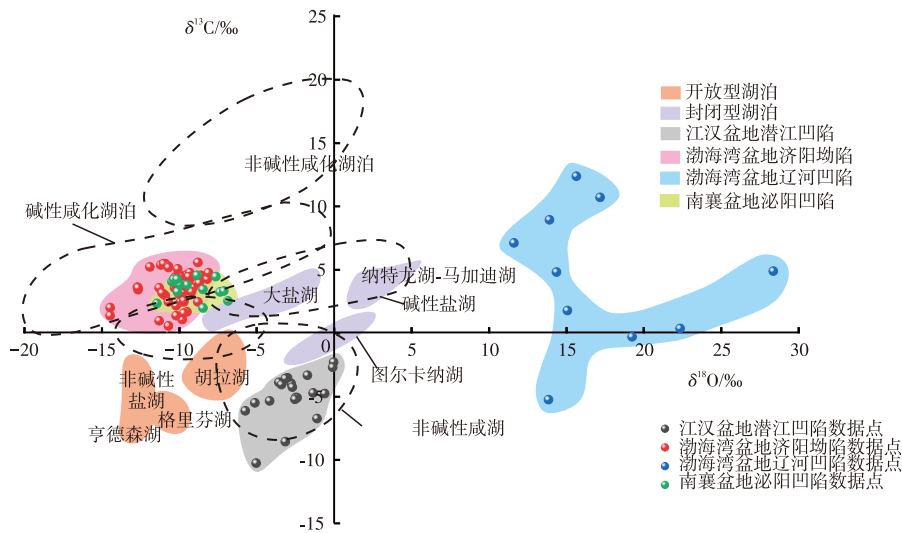 δ¹³C/‰
25
20
15
10
5
0
-5
-10
-15
-20
-15
-10
-5
5
10
15
20
25
30
δ¹⁸O/‰
非碱性咸化湖泊
碱性咸化湖泊
纳特龙湖-马加迪湖
大盐湖
碱性盐湖
图尔卡纳湖
胡拉湖
非碱性
盐湖
格里芬湖
亨德森湖
非碱性咸湖
开放型湖泊
封闭型湖泊
江汉盆地潜江凹陷
渤海湾盆地济阳坳陷
渤海湾盆地辽河凹陷
南襄盆地泌阳凹陷
江汉盆地潜江凹陷数据点
渤海湾盆地济阳坳陷数据点
渤海湾盆地辽河凹陷数据点
南襄盆地泌阳凹陷数据点